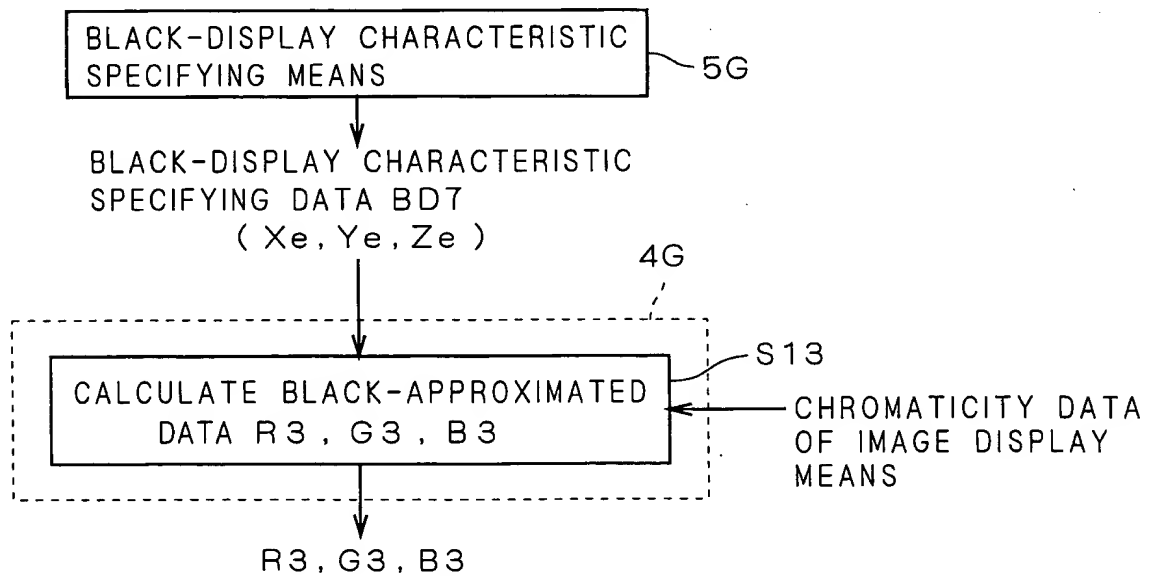 BLACK-DISPLAY CHARACTERISTIC
SPECIFYING MEANS
5G
BLACK-DISPLAY CHARACTERISTIC
SPECIFYING DATA BD7
(Xe, Ye, Ze)
4G
S13
CALCULATE BLACK-APPROXIMATED
DATA R3, G3, B3
CHROMATICITY DATA
OF IMAGE DISPLAY
MEANS
R3, G3, B3